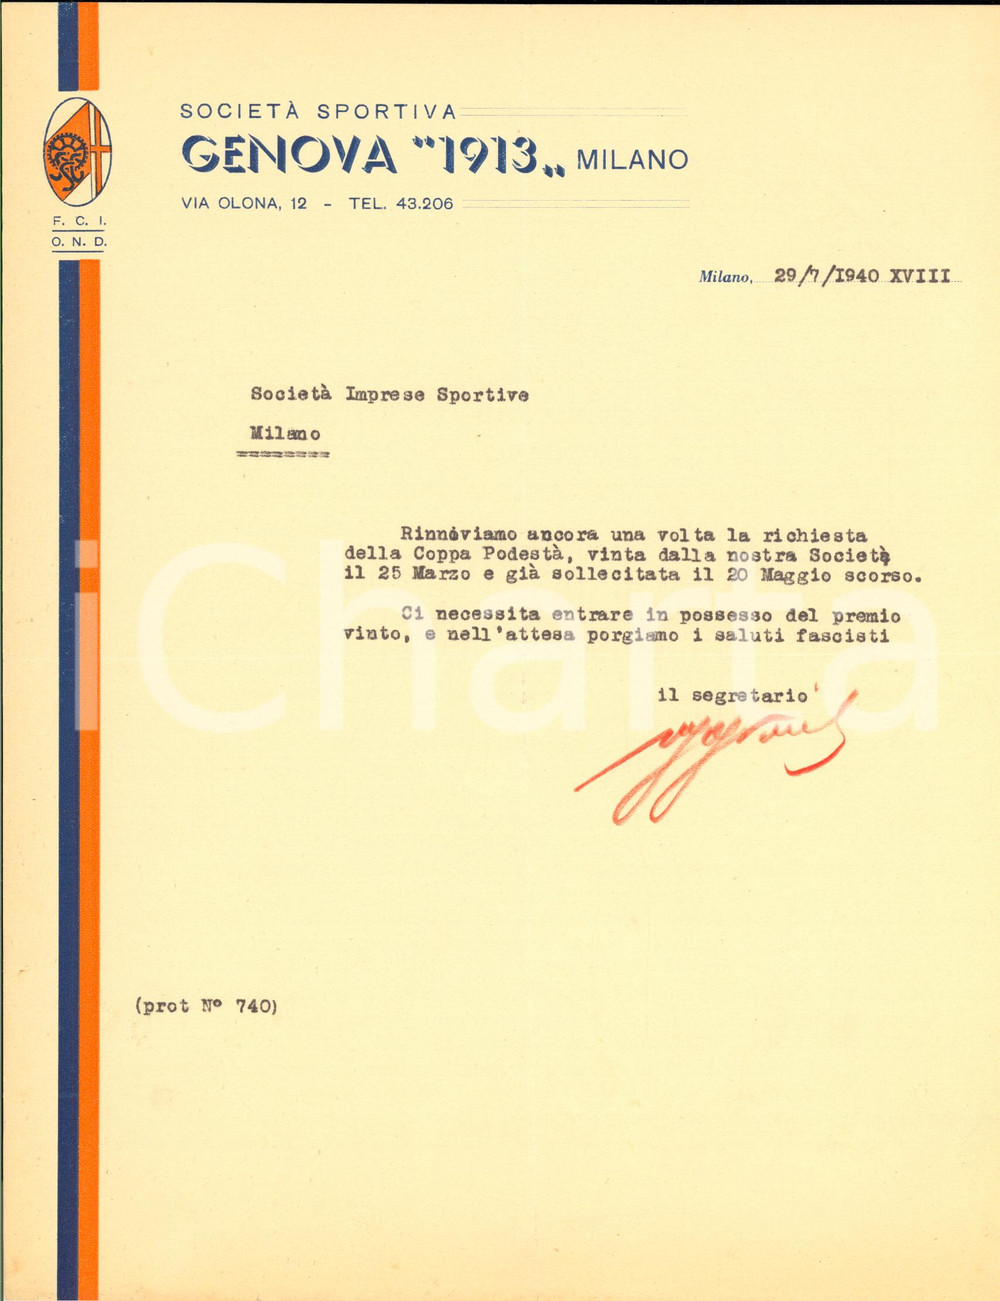 SOCIETÀ SPORTIVA
GENOVA "1913„ MILANO
VIA OLONA, 12 - TEL. 43.206
F. C. I.
O. N. D.
Milano, 29/7/1940 XVIII
Società Imprese Sportive
Milano
Rinnoviamo ancora una volta la richiesta
della Coppa Podestà, vinta dalla nostra Società
il 25 Marzo e già sollecitata il 20 Maggio scorso.
Ci necessita entrare in possesso del premio
vinto, e nell'attesa porgiamo i saluti fascisti
il segretario
(prot N° 740)
iCharta